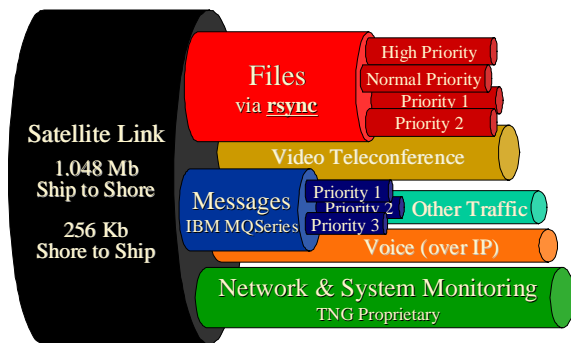 Satellite Link
1.048 Mb
Ship to Shore
256 Kb
Shore to Ship
Files
via rsync
High Priority
Normal Priority
Priority 1
Priority 2
Video Teleconference
Messages
IBM MQSeries
Priority 1
Priority 2
Priority 3
Other Traffic
Voice (over IP)
Network & System Monitoring
TNG Proprietary